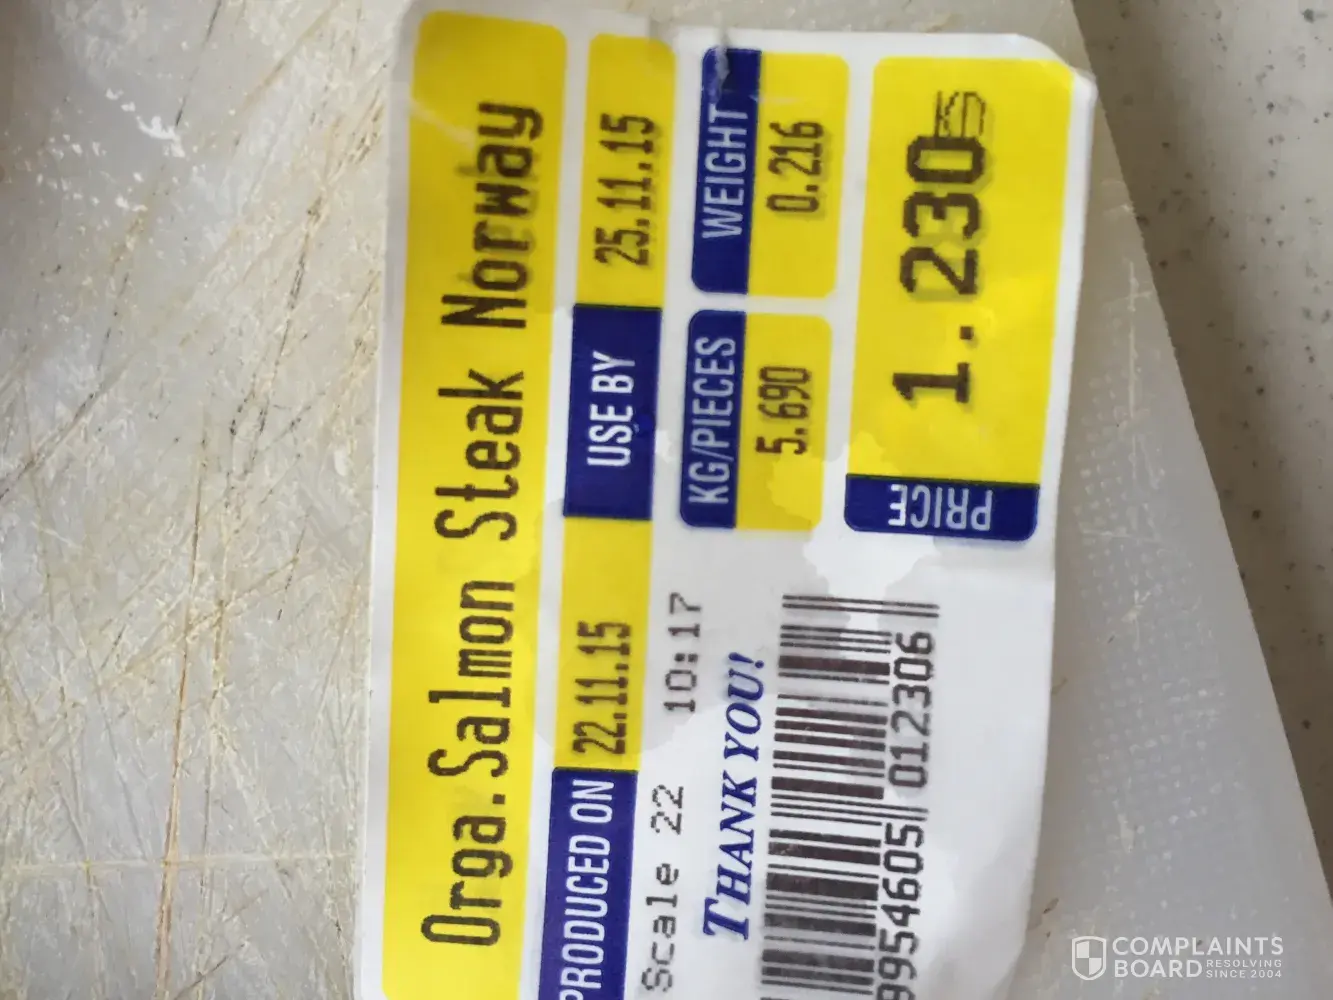 Orga.Salmon Steak Norway
PRODUCED ON 22.11.15 USE BY 25.11.15
Scale 22 10:17
KG/PIECES WEIGHT
5.690 0.216
THANK YOU!
PRICE 1.230
9954605 012306
COMPLAINTS
BOARD RESOLVING
SINCE 2004